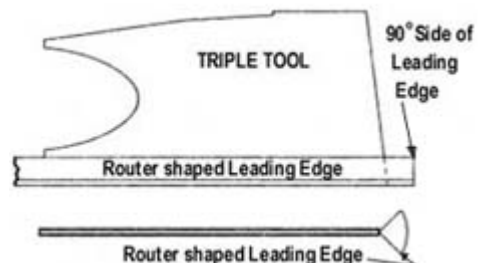 TRIPLE TOOL
90° Side of
Leading
Edge
Router shaped Leading Edge
Router shaped Leading Edge